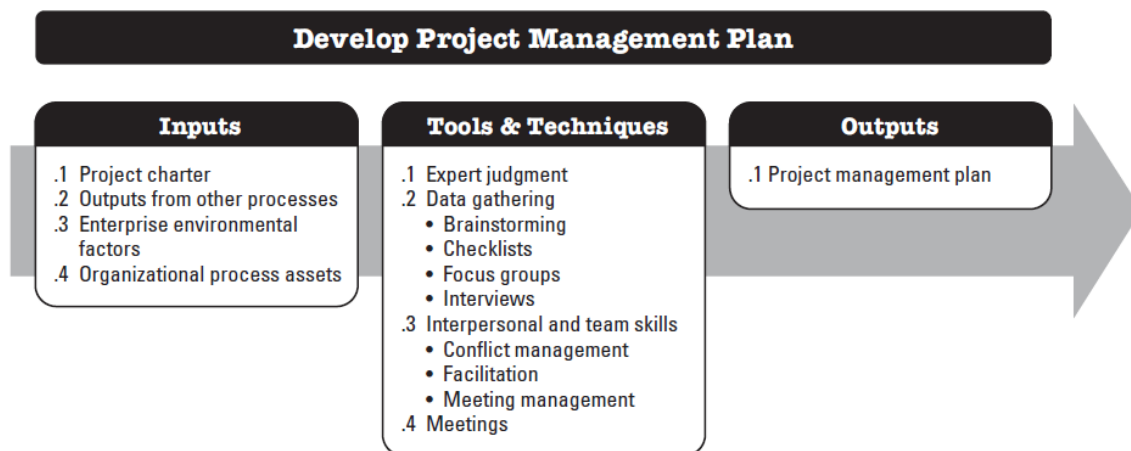 Develop Project Management Plan
Inputs
.1 Project charter
.2 Outputs from other processes
.3 Enterprise environmental
factors
.4 Organizational process assets
Tools & Techniques
.1 Expert judgment
.2 Data gathering
• Brainstorming
• Checklists
• Focus groups
• Interviews
.3 Interpersonal and team skills
• Conflict management
• Facilitation
• Meeting management
.4 Meetings
Outputs
.1 Project management plan